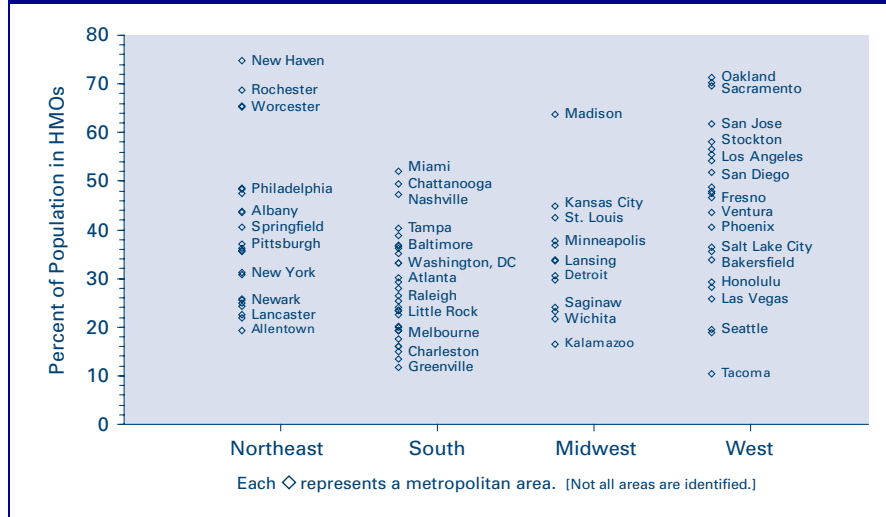 Percent of Population in HMOs
80
70
60
50
40
30
20
10
0
New Haven
Rochester
Worcester
Philadelphia
Albany
Springfield
Pittsburgh
New York
Newark
Lancaster
Allentown
Miami
Chattanooga
Nashville
Tampa
Baltimore
Washington, DC
Atlanta
Raleigh
Little Rock
Melbourne
Charleston
Greenville
Madison
Kansas City
St. Louis
Minneapolis
Lansing
Detroit
Saginaw
Wichita
Kalamazoo
Oakland
Sacramento
San Jose
Stockton
Los Angeles
San Diego
Fresno
Ventura
Phoenix
Salt Lake City
Bakersfield
Honolulu
Las Vegas
Seattle
Tacoma
Northeast
South
Midwest
West
Each ◇ represents a metropolitan area. [Not all areas are identified.]